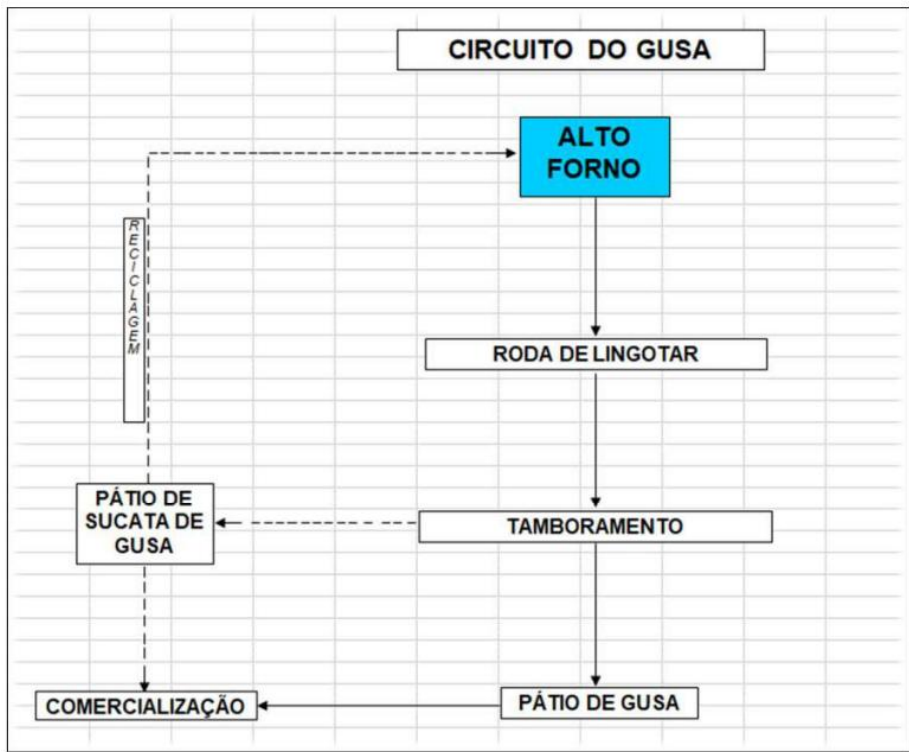 CIRCUITO DO GUSA
ALTO
FORNO
RECICLAGEM
RODA DE LINGOTAR
PÁTIO DE
SUCATA DE
GUSA
TAMBORAMENTO
COMERCIALIZAÇÃO
PÁTIO DE GUSA